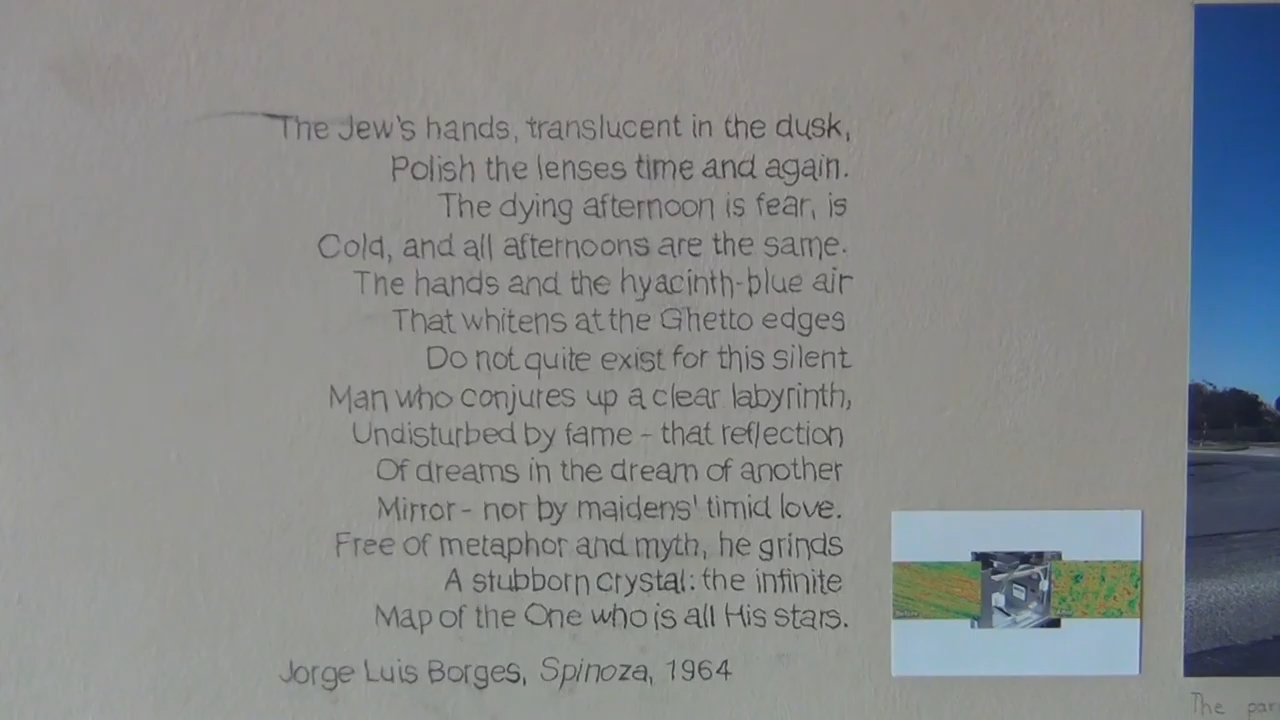 The Jew's hands, translucent in the dusk,
Polish the lenses time and again.
The dying afternoon is fear, is
Cold, and all afternoons are the same.
The hands and the hyacinth-blue air
That whitens at the Ghetto edges
Do not quite exist for this silent
Man who conjures up a clear labyrinth,
Undisturbed by fame - that reflection
Of dreams in the dream of another
Mirror - nor by maidens' timid love.
Free of metaphor and myth, he grinds
A stubborn crystal: the infinite
Map of the One who is all His stars.
Jorge Luis Borges, Spinoza, 1964
The